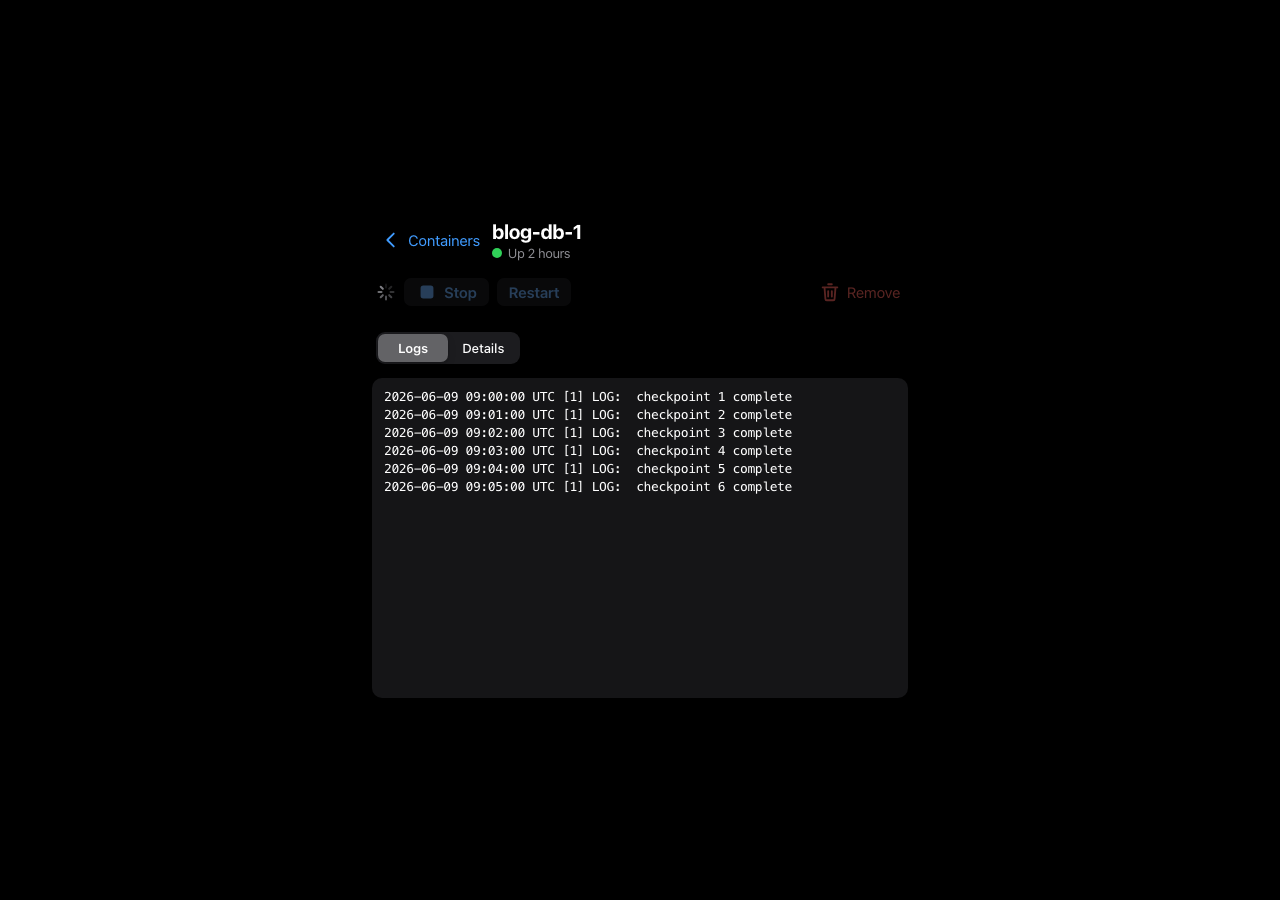 Containers
blog-db-1
Up 2 hours
Stop
Restart
Remove
Logs
Details
2026-06-09 09:00:00 UTC [1] LOG:  checkpoint 1 complete
2026-06-09 09:01:00 UTC [1] LOG:  checkpoint 2 complete
2026-06-09 09:02:00 UTC [1] LOG:  checkpoint 3 complete
2026-06-09 09:03:00 UTC [1] LOG:  checkpoint 4 complete
2026-06-09 09:04:00 UTC [1] LOG:  checkpoint 5 complete
2026-06-09 09:05:00 UTC [1] LOG:  checkpoint 6 complete